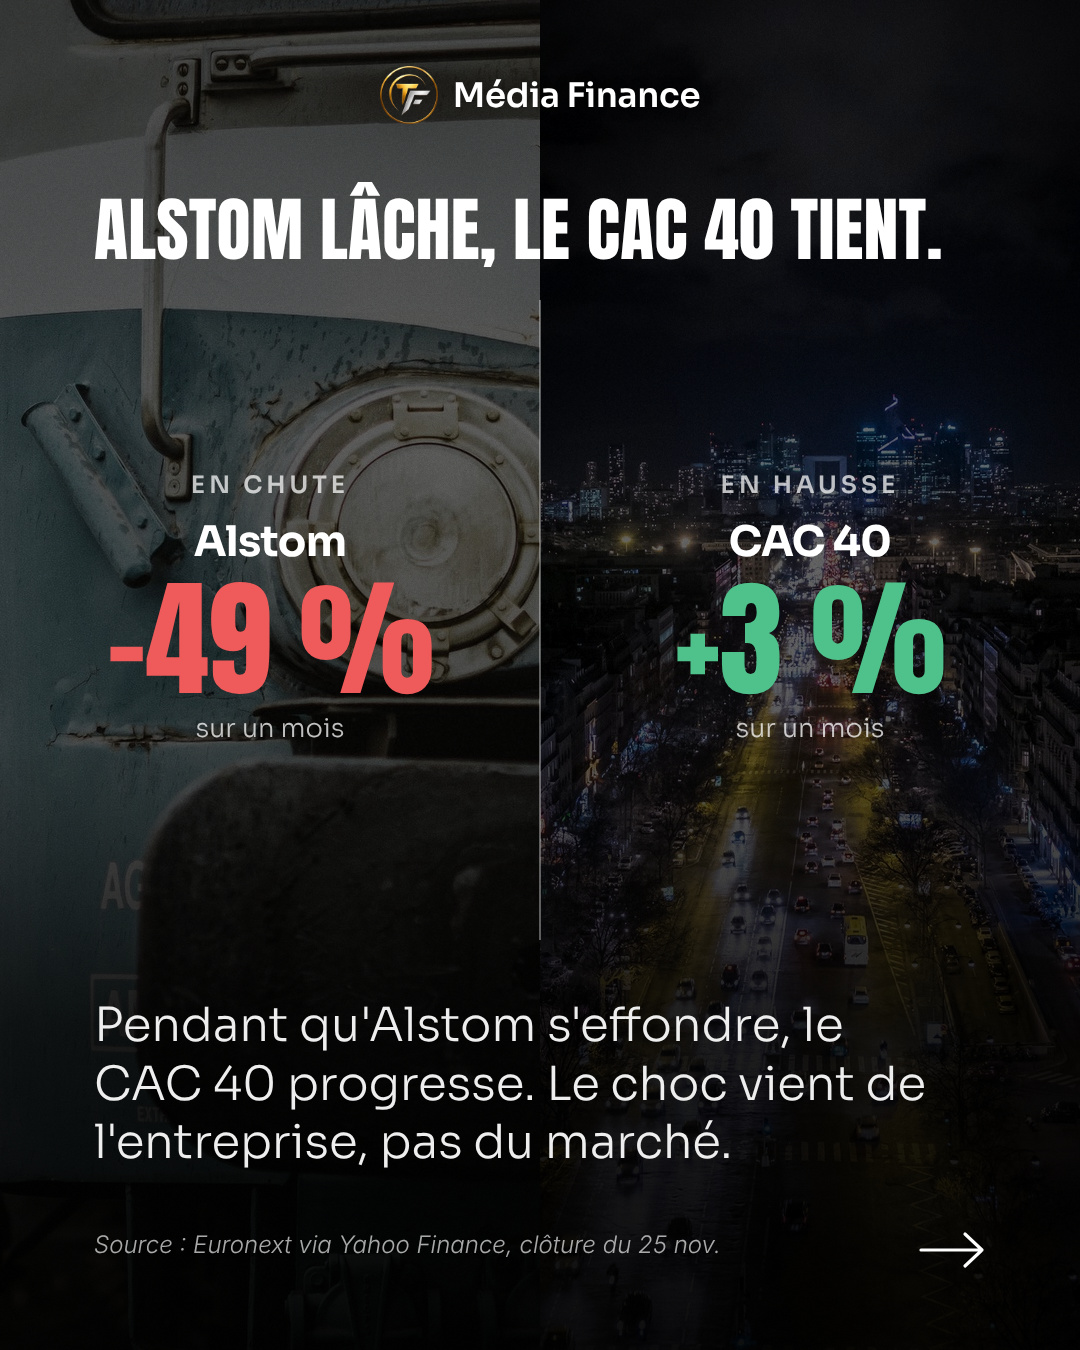 TF Média Finance
ALSTOM LÂCHE, LE CAC 40 TIENT.
EN CHUTE
Alstom
-49 %
sur un mois
EN HAUSSE
CAC 40
+3 %
sur un mois
AG
Pendant qu'Alstom s'effondre, le
CAC 40 progresse. Le choc vient de
l'entreprise, pas du marché.
Source : Euronext via Yahoo Finance, clôture du 25 nov.